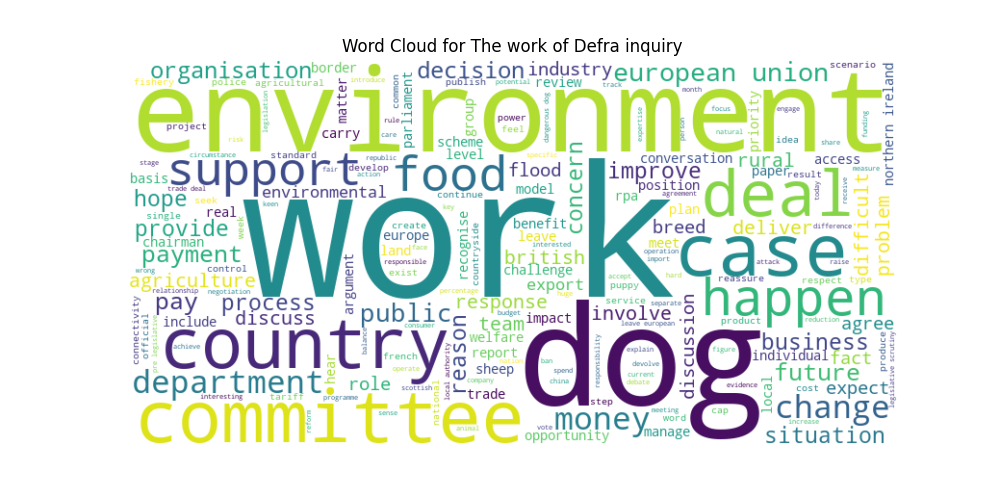 Word Cloud for The work of Defra inquiry
organisation border decision industry european union scenario
fishery police agricultural publish review
environment
project matter carry parliament common rule group power feel dangerous dog expertise person priority focus natural idea engage share funding northern ireland
legislation risk introduce potential track month
scheme level
stage circumstance standard fair republic develop action care
support food flood concern improve conversation rural paper access result measure
basis trade deal environmental continue model specific position today receive
hope seek keen single real week
provide chairman control
payment
work
deal
create europe land face key exist recognise countryside benefit leave interested british challenge export
rpa agreement plan meet breed deliver difference difficult problem
operation import hard reassure attack respect raise type
case
agriculture wrong relationship negotiation responsible argument percentage budget huge accept puppy service separate
happen
pay process public response involve
connectivity official include discuss
country
team impact leave european product reduction agree
reason welfare report nation ban explain devolve discussion figure business individual fact produce legislative scrutiny
achieve balance consumer french operate hear sheep spend china responsibility current debate evidence future
department role scottish local authority company trade step cap cost expect local
interesting tariff programme national
dog
committee reform sense animal vote money meeting word manage change increase
opportunity situation